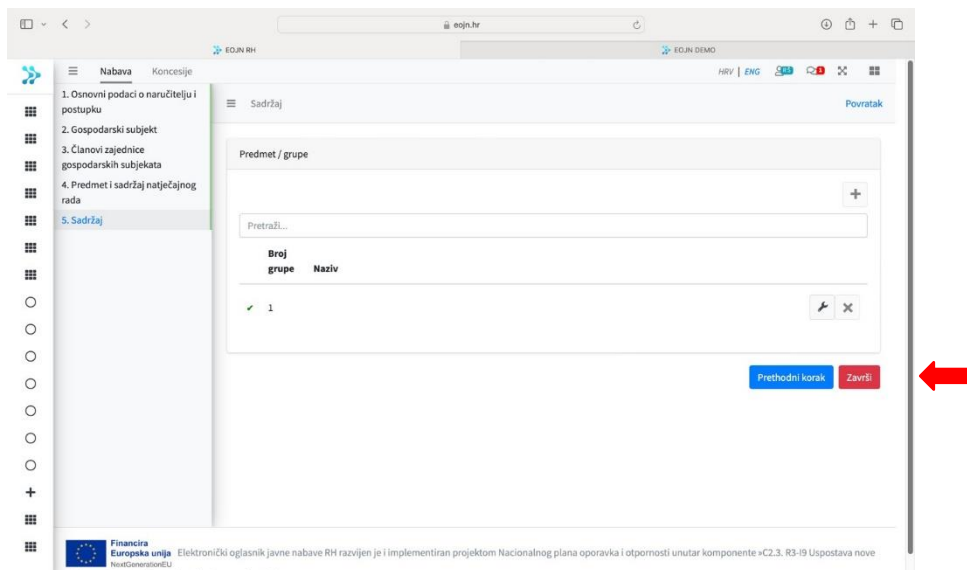 eojn.hr
EOJN RH
EOJN DEMO
Nabava Koncesije
HRV | ENG
1. Osnovni podaci o naručitelju i
postupku
2. Gospodarski subjekt
3. Članovi zajednice
gospodarskih subjekata
4. Predmet i sadržaj natječajnog
rada
5. Sadržaj
Sadržaj
Povratak
Predmet / grupe
+
Pretraži...
Broj
grupe Naziv
1
Prethodni korak Završi
Financira
Europska unija
NextGenerationEU
Elektronički oglasnik javne nabave RH razvijen je i implementiran projektom Nacionalnog plana oporavka i otpornosti unutar komponente »C2.3. R3-I9 Uspostava nove